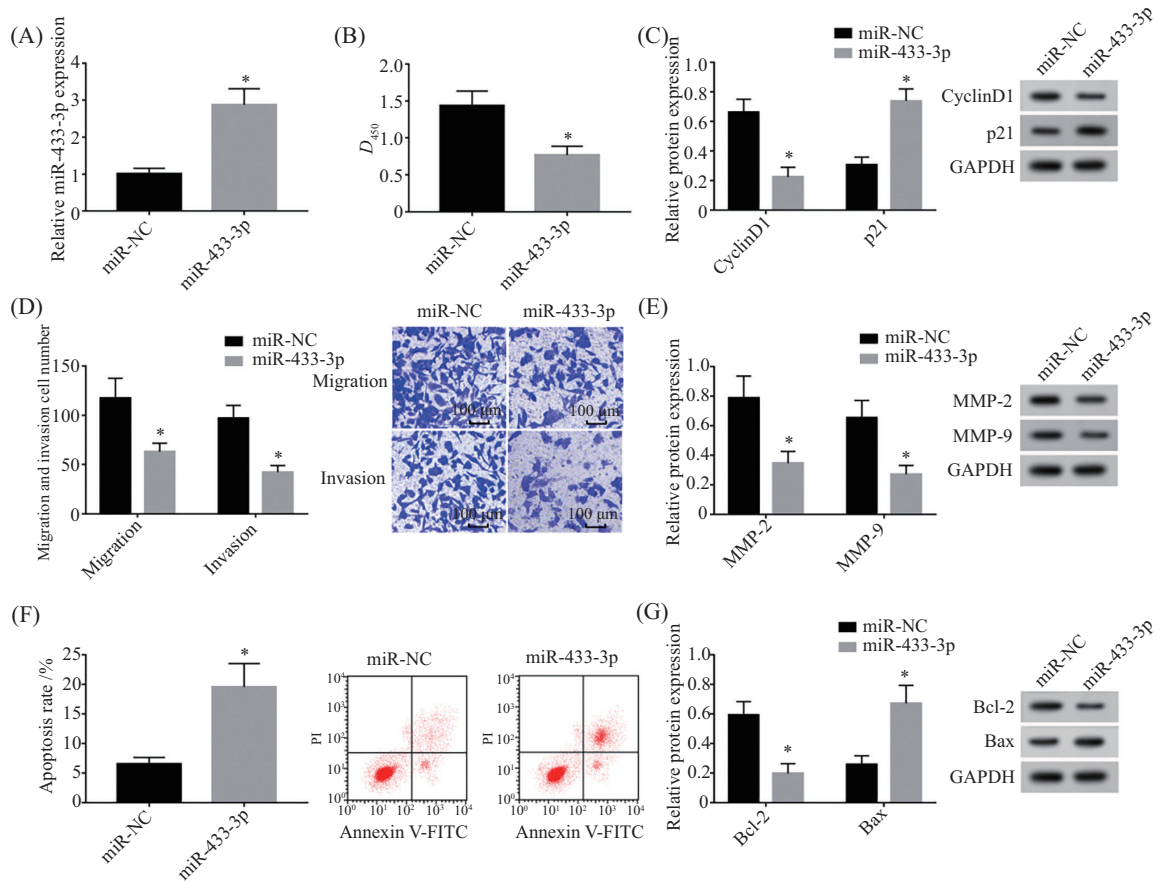 (A)
Relative miR-433-3p expression
4
3
2
1
0
*
miR-NC
miR-433-3p
(B)
D450
2.0
1.5
1.0
0.5
0
*
miR-NC
miR-433-3p
(C)
miR-NC
miR-433-3p
Relative protein expression
1.0
0.8
0.6
0.4
0.2
0
*
*
CyclinD1
p21
miR-NC
miR-433-3p
CyclinD1
p21
GAPDH
(D)
miR-NC
miR-433-3p
Migration and invasion cell number
150
100
50
0
*
*
Migration
Invasion
miR-NC
miR-433-3p
Migration
100 μm
100 μm
Invasion
100 μm
100 μm
(E)
miR-NC
miR-433-3p
Relative protein expression
1.0
0.8
0.6
0.4
0.2
0
*
*
MMP-2
MMP-9
miR-NC
miR-433-3p
MMP-2
MMP-9
GAPDH
(F)
Apoptosis rate /%
25
20
15
10
5
0
*
miR-NC
miR-433-3p
miR-NC
PI
10⁴
10³
10²
10¹
10⁰
10⁰ 10¹ 10² 10³ 10⁴
Annexin V-FITC
miR-433-3p
PI
10⁴
10³
10²
10¹
10⁰
10⁰ 10¹ 10² 10³ 10⁴
Annexin V-FITC
(G)
miR-NC
miR-433-3p
Relative protein expression
1.0
0.8
0.6
0.4
0.2
0
*
*
Bcl-2
Bax
miR-NC
miR-433-3p
Bcl-2
Bax
GAPDH